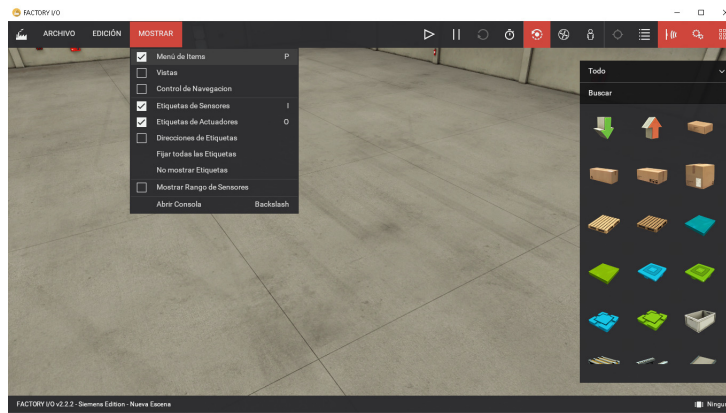 FACTORY I/O
ARCHIVO EDICIÓN MOSTRAR
Menú de Items P
Vistas
Control de Navegacion
Etiquetas de Sensores I
Etiquetas de Actuadores O
Direcciones de Etiquetas
Fijar todas las Etiquetas
No mostrar Etiquetas
Mostrar Rango de Sensores
Abrir Consola Backslash
Todo
Buscar
FACTORY I/O v2.2.2 - Siemens Edition - Nueva Escena